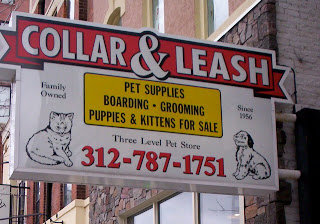 COLLAR & LEASH
PET SUPPLIES
BOARDING • GROOMING
PUPPIES & KITTENS FOR SALE
Family
Owned
Since
1956
Three Level Pet Store
312-787-1751